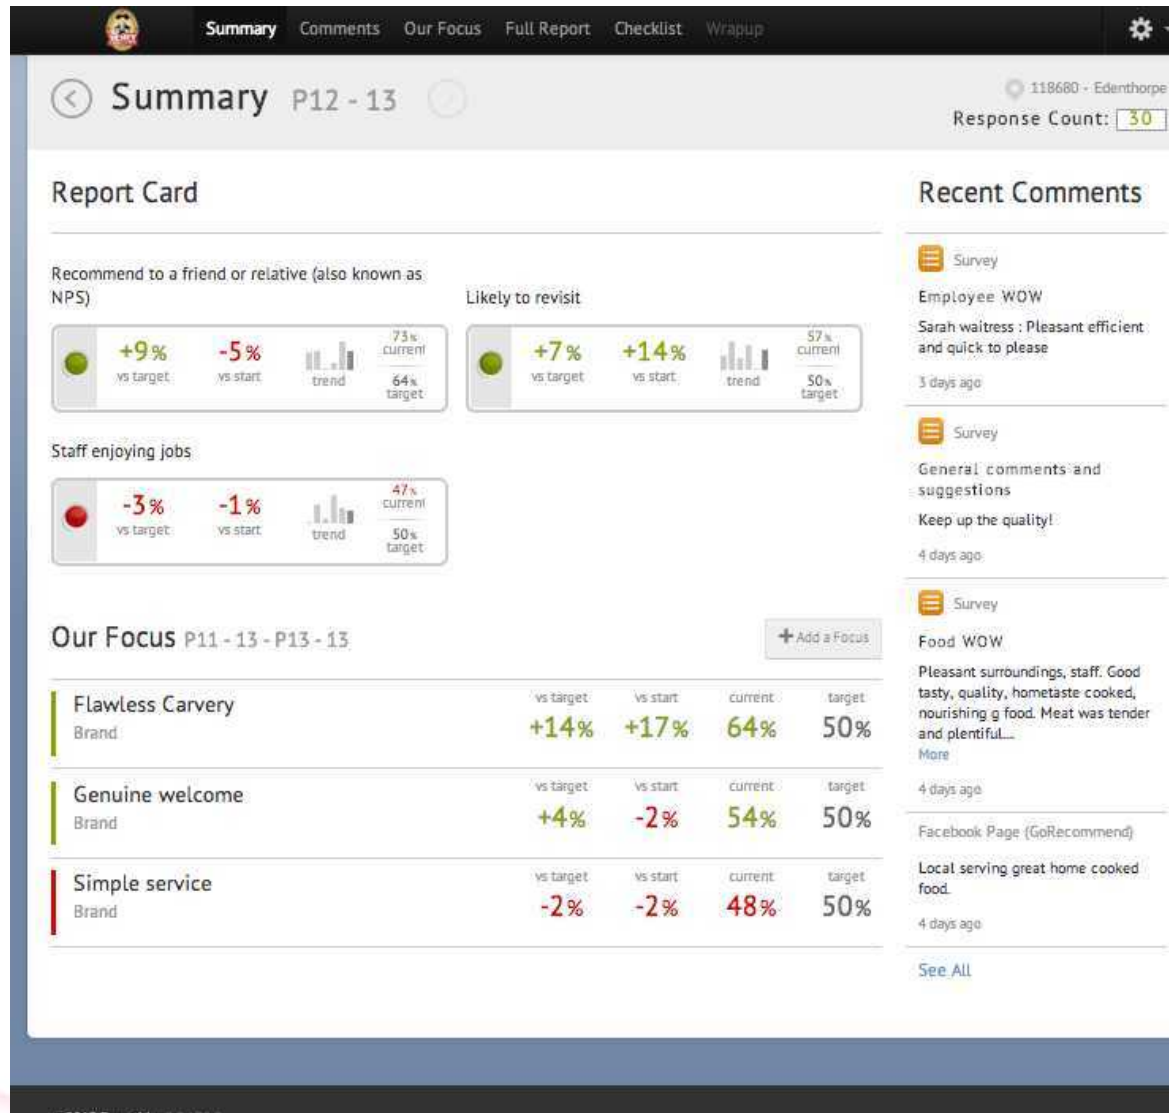 Summary Comments Our Focus Full Report Checklist Wrapup
Summary P12 - 13
118680 - Edenthorpe
Response Count: 30
Report Card
Recommend to a friend or relative (also known as
NPS)
+9% -5% 73% current
vs target vs start trend 64% target
Likely to revisit
+7% +14% 57% current
vs target vs start trend 50% target
Staff enjoying jobs
-3% -1% 47% current
vs target vs start trend 50% target
Our Focus P11 - 13 - P13 - 13
+ Add a Focus
Flawless Carvery vs target vs start current target
Brand +14% +17% 64% 50%
Genuine welcome vs target vs start current target
Brand +4% -2% 54% 50%
Simple service vs target vs start current target
Brand -2% -2% 48% 50%
Recent Comments
Survey
Employee WOW
Sarah waitress : Pleasant efficient
and quick to please
3 days ago
Survey
General comments and
suggestions
Keep up the quality!
4 days ago
Survey
Food WOW
Pleasant surroundings, staff. Good
tasty, quality, hometaste cooked,
nourishing g food. Meat was tender
and plentiful...
More
4 days ago
Facebook Page (GoRecommend)
Local serving great home cooked
food.
4 days ago
See All